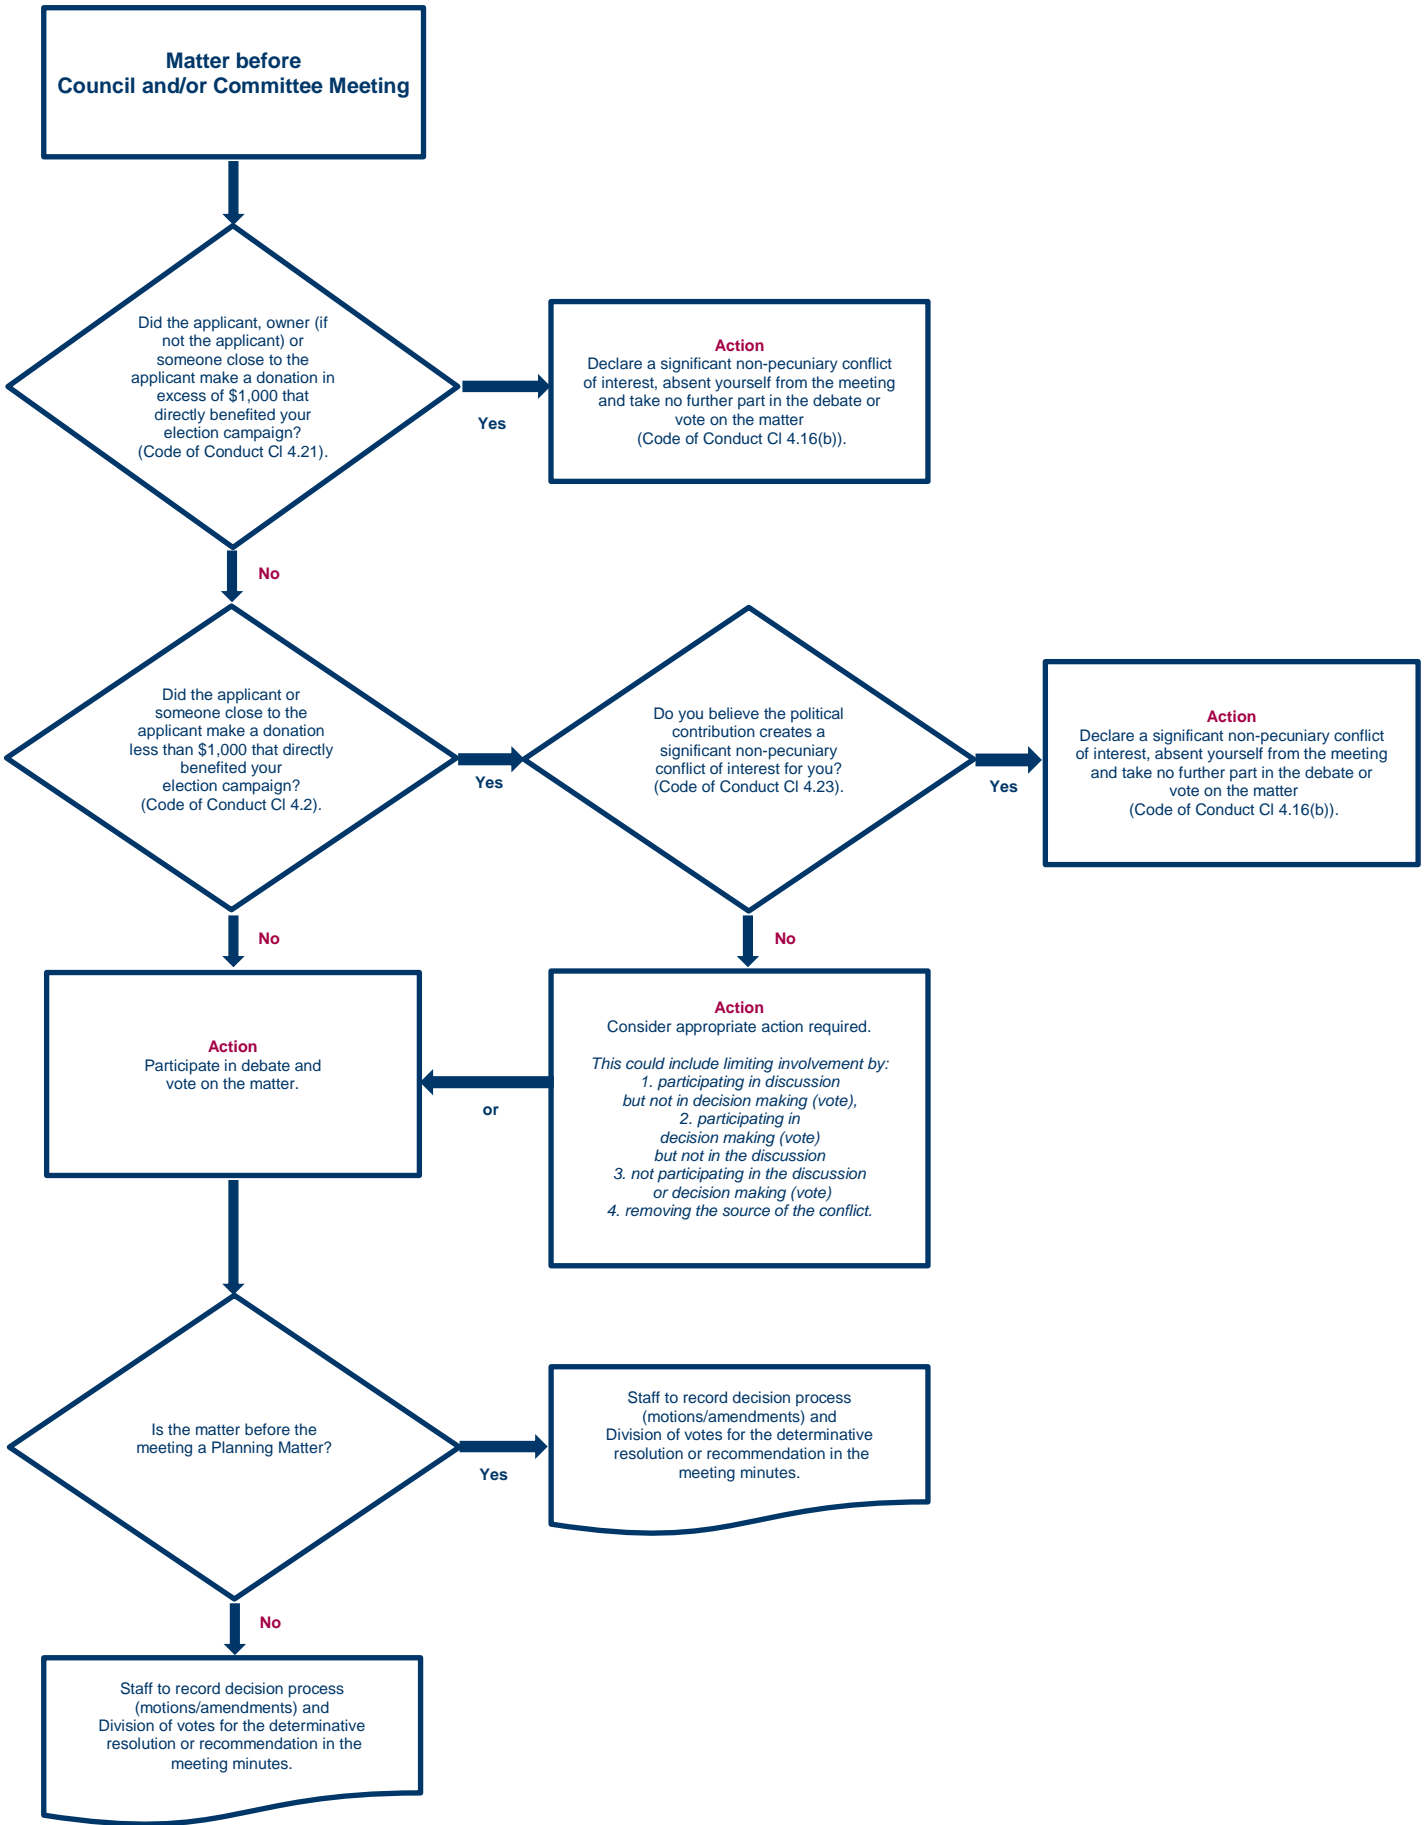 Matter before
Council and/or Committee Meeting
Did the applicant, owner (if
not the applicant) or
someone close to the
applicant make a donation in
excess of $1,000 that
directly benefited your
election campaign?
(Code of Conduct Cl 4.21).
Yes
Action
Declare a significant non-pecuniary conflict
of interest, absent yourself from the meeting
and take no further part in the debate or
vote on the matter
(Code of Conduct Cl 4.16(b)).
No
Did the applicant or
someone close to the
applicant make a donation
less than $1,000 that directly
benefited your
election campaign?
(Code of Conduct Cl 4.2).
Yes
Do you believe the political
contribution creates a
significant non-pecuniary
conflict of interest for you?
(Code of Conduct Cl 4.23).
Yes
Action
Declare a significant non-pecuniary conflict
of interest, absent yourself from the meeting
and take no further part in the debate or
vote on the matter
(Code of Conduct Cl 4.16(b)).
No
No
Action
Participate in debate and
vote on the matter.
or
Action
Consider appropriate action required.
This could include limiting involvement by:
1. participating in discussion
but not in decision making (vote),
2. participating in
decision making (vote)
but not in the discussion
3. not participating in the discussion
or decision making (vote)
4. removing the source of the conflict.
Is the matter before the
meeting a Planning Matter?
Yes
Staff to record decision process
(motions/amendments) and
Division of votes for the determinative
resolution or recommendation in the
meeting minutes.
No
Staff to record decision process
(motions/amendments) and
Division of votes for the determinative
resolution or recommendation in the
meeting minutes.